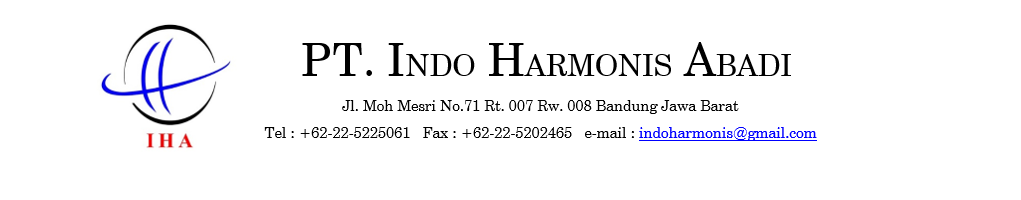 PT. INDO HARMONIS ABADI
Jl. Moh Mesri No.71 Rt. 007 Rw. 008 Bandung Jawa Barat
Tel : +62-22-5225061 Fax : +62-22-5202465 e-mail : indoharmonis@gmail.com
IHA